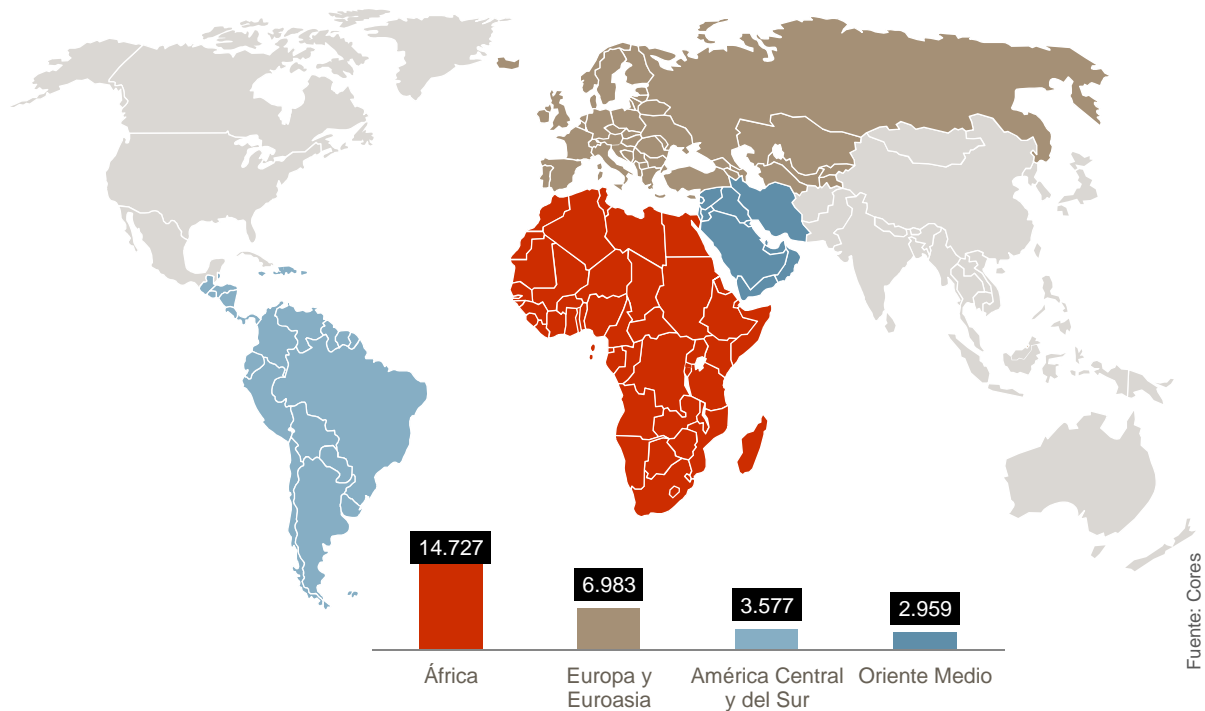 14.727
6.983
3.577
2.959
África
Europa y
Euroasia
América Central
y del Sur
Oriente Medio
Fuente: Cores